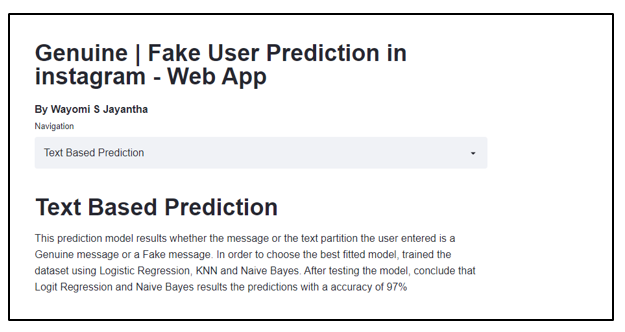 Genuine | Fake User Prediction in
instagram - Web App
By Wayomi S Jayantha
Navigation
Text Based Prediction
Text Based Prediction
This prediction model results whether the message or the text partition the user entered is a
Genuine message or a Fake message. In order to choose the best fitted model, trained the
dataset using Logistic Regression, KNN and Naive Bayes. After testing the model, conclude that
Logit Regression and Naive Bayes results the predictions with a accuracy of 97%